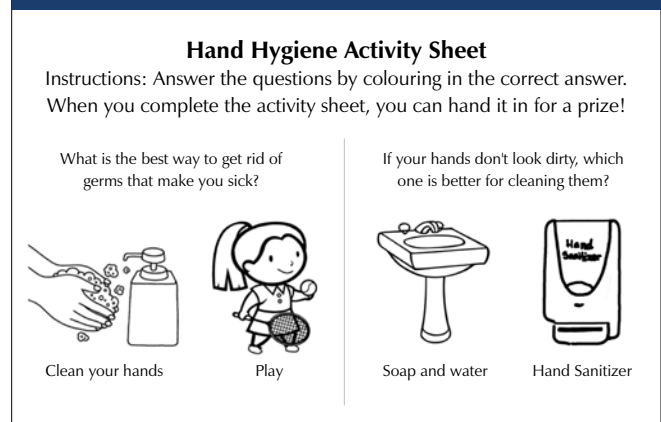 Hand Hygiene Activity Sheet
Instructions: Answer the questions by colouring in the correct answer.
When you complete the activity sheet, you can hand it in for a prize!
What is the best way to get rid of
germs that make you sick?
Clean your hands
Play
If your hands don't look dirty, which
one is better for cleaning them?
Hand
Sanitizer
Soap and water
Hand Sanitizer